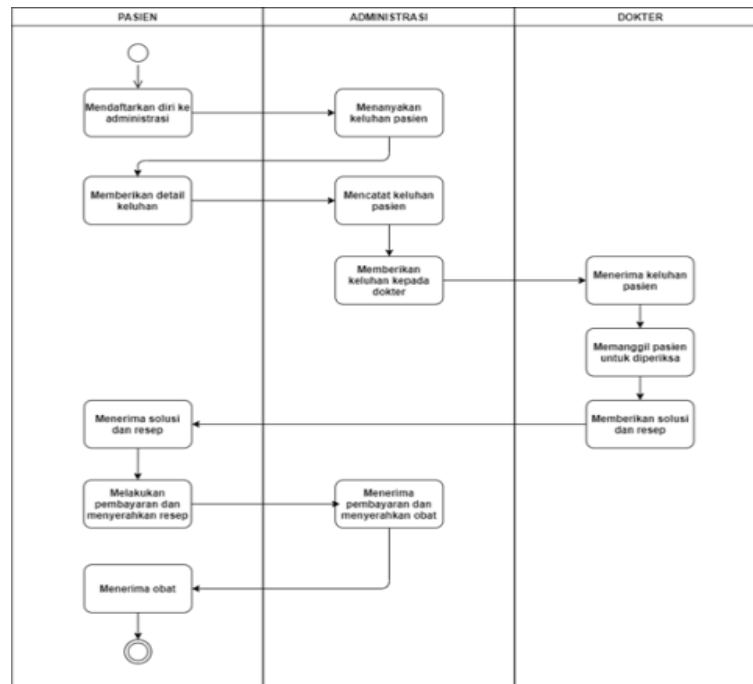 PASIEN
ADMINISTRASI
DOKTER
Mendaftarkan diri ke
administrasi
Menanyakan
keluhan pasien
Memberikan detail
keluhan
Mencatat keluhan
pasien
Memberikan
keluhan kepada
dokter
Menerima keluhan
pasien
Memanggil pasien
untuk diperiksa
Menerima solusi
dan resep
Memberikan solusi
dan resep
Melakukan
pembayaran dan
menyerahkan resep
Menerima
pembayaran dan
menyerahkan obat
Menerima obat